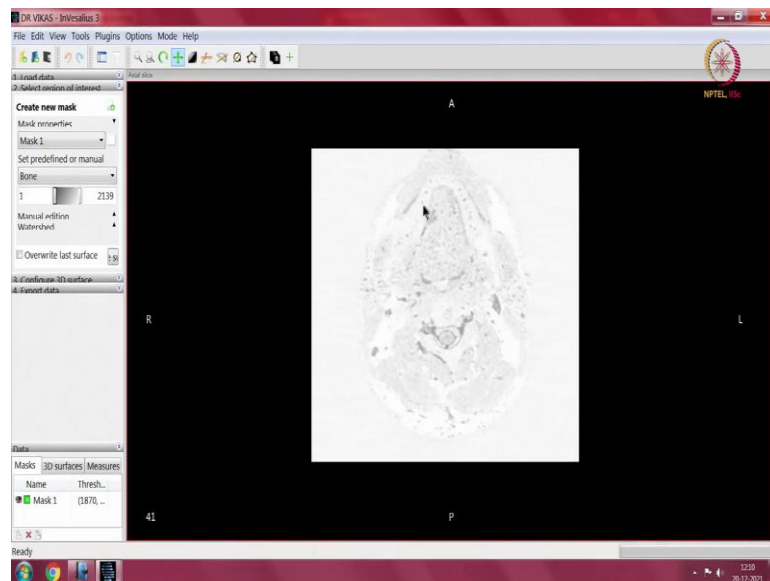 DR VIKAS - InVesalius 3
File Edit View Tools Plugins Options Mode Help
NPTEL, IISc
1. Load data
Axial slice
2. Select region of interest
Create new mask
Mask properties
Mask 1
Set predefined or manual
Bone
1 2139
Manual edition
Watershed
Overwrite last surface
3. Configure 3D surface
4. Export data
A
R
L
Data
Masks 3D surfaces Measures
Name Thresh...
Mask 1 (1870, ...
41
P
Ready
12:10
20-12-2021